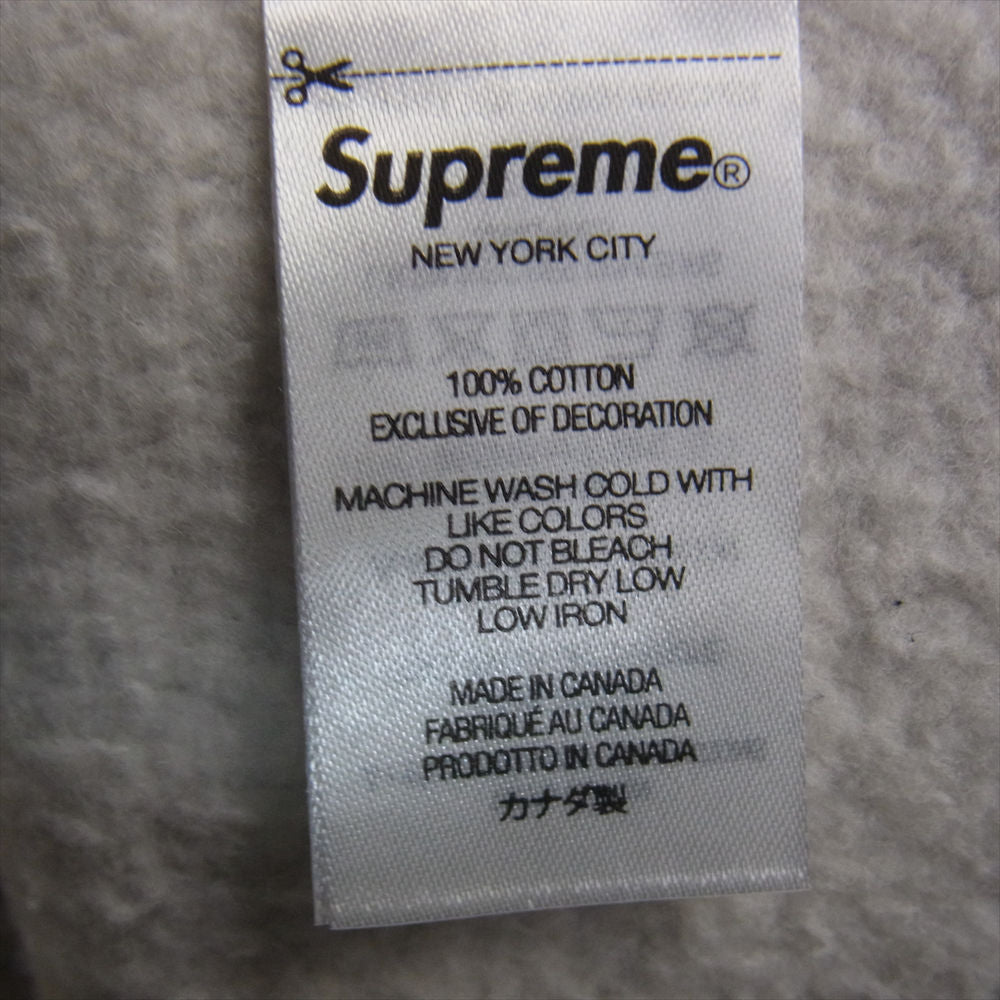 Supreme®
NEW YORK CITY
100% COTTON
EXCLUSIVE OF DECORATION
MACHINE WASH COLD WITH
LIKE COLORS
DO NOT BLEACH
TUMBLE DRY LOW
LOW IRON
MADE IN CANADA
FABRIQUÉ AU CANADA
PRODOTTO IN CANADA
カナダ製